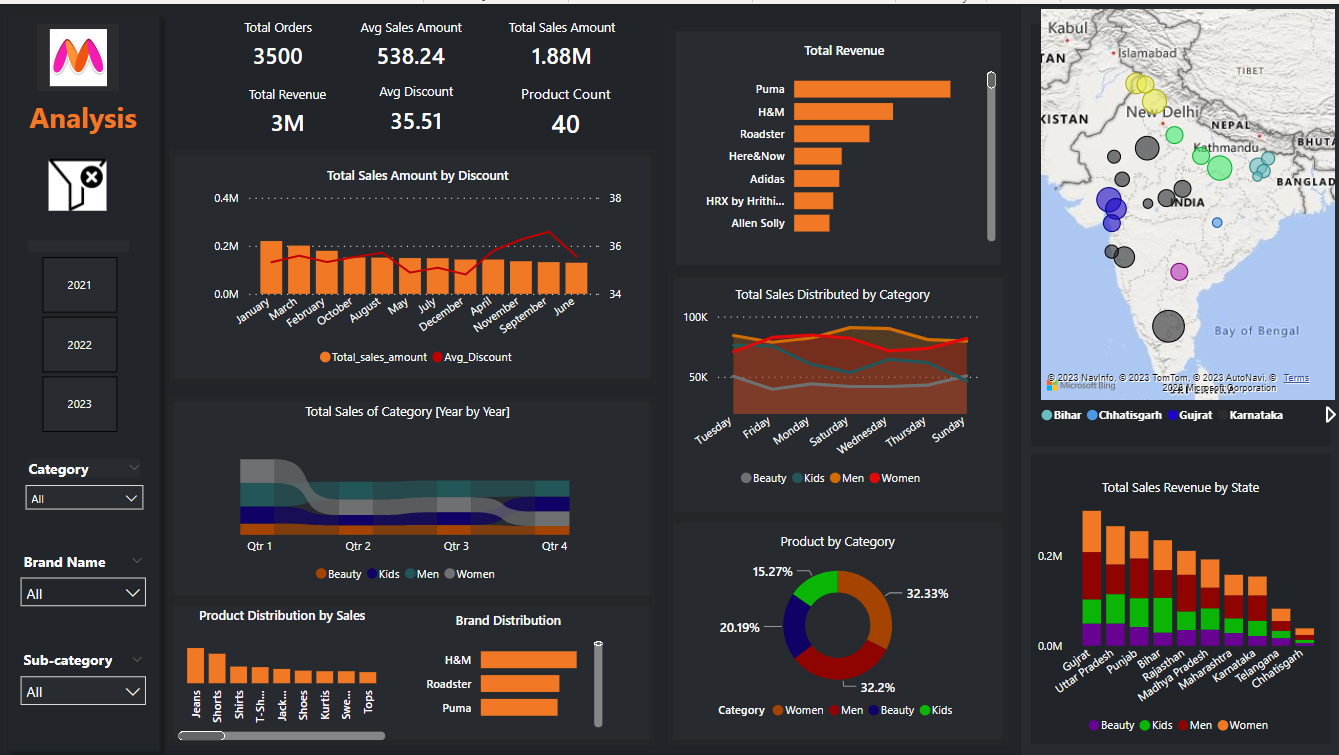 Analysis
2021
2022
2023
Category
All
Brand Name
All
Sub-category
All
Total Orders
3500
Avg Sales Amount
538.24
Total Sales Amount
1.88M
Total Revenue
3M
Avg Discount
35.51
Product Count
40
Total Sales Amount by Discount
0.4M
0.2M
0.0M
38
36
34
January
March
February
October
August
May
July
December
April
November
September
June
Total_sales_amount
Avg_Discount
Total Sales of Category [Year by Year]
Qtr 1
Qtr 2
Qtr 3
Qtr 4
Beauty
Kids
Men
Women
Product Distribution by Sales
Jeans
Shorts
Shirts
T-Sh...
Jack...
Shoes
Kurtis
Swe...
Tops
Brand Distribution
H&M
Roadster
Puma
Total Revenue
Puma
H&M
Roadster
Here&Now
Adidas
HRX by Hrithi...
Allen Solly
Total Sales Distributed by Category
100K
50K
Tuesday
Friday
Monday
Saturday
Wednesday
Thursday
Sunday
Beauty
Kids
Men
Women
Product by Category
15.27%
32.33%
20.19%
32.2%
Category
Women
Men
Beauty
Kids
Kabul
Islamabad
TAN
TIBET
New Delhi
KISTAN
NEPAL
Kathmandu
BHUTA
BANGLAD
INDIA
Bay of Bengal
© 2023 NavInfo, © 2023 TomTom, © 2023 AutoNavi, ©
2023 Microsoft Corporation
Terms
Microsoft Bing
Bihar
Chhatisgarh
Gujrat
Karnataka
Total Sales Revenue by State
0.2M
0.0M
Gujrat
Uttar Pradesh
Punjab
Bihar
Rajasthan
Madhya Pradesh
Maharashtra
Karnataka
Telangana
Chhatisgarh
Beauty
Kids
Men
Women